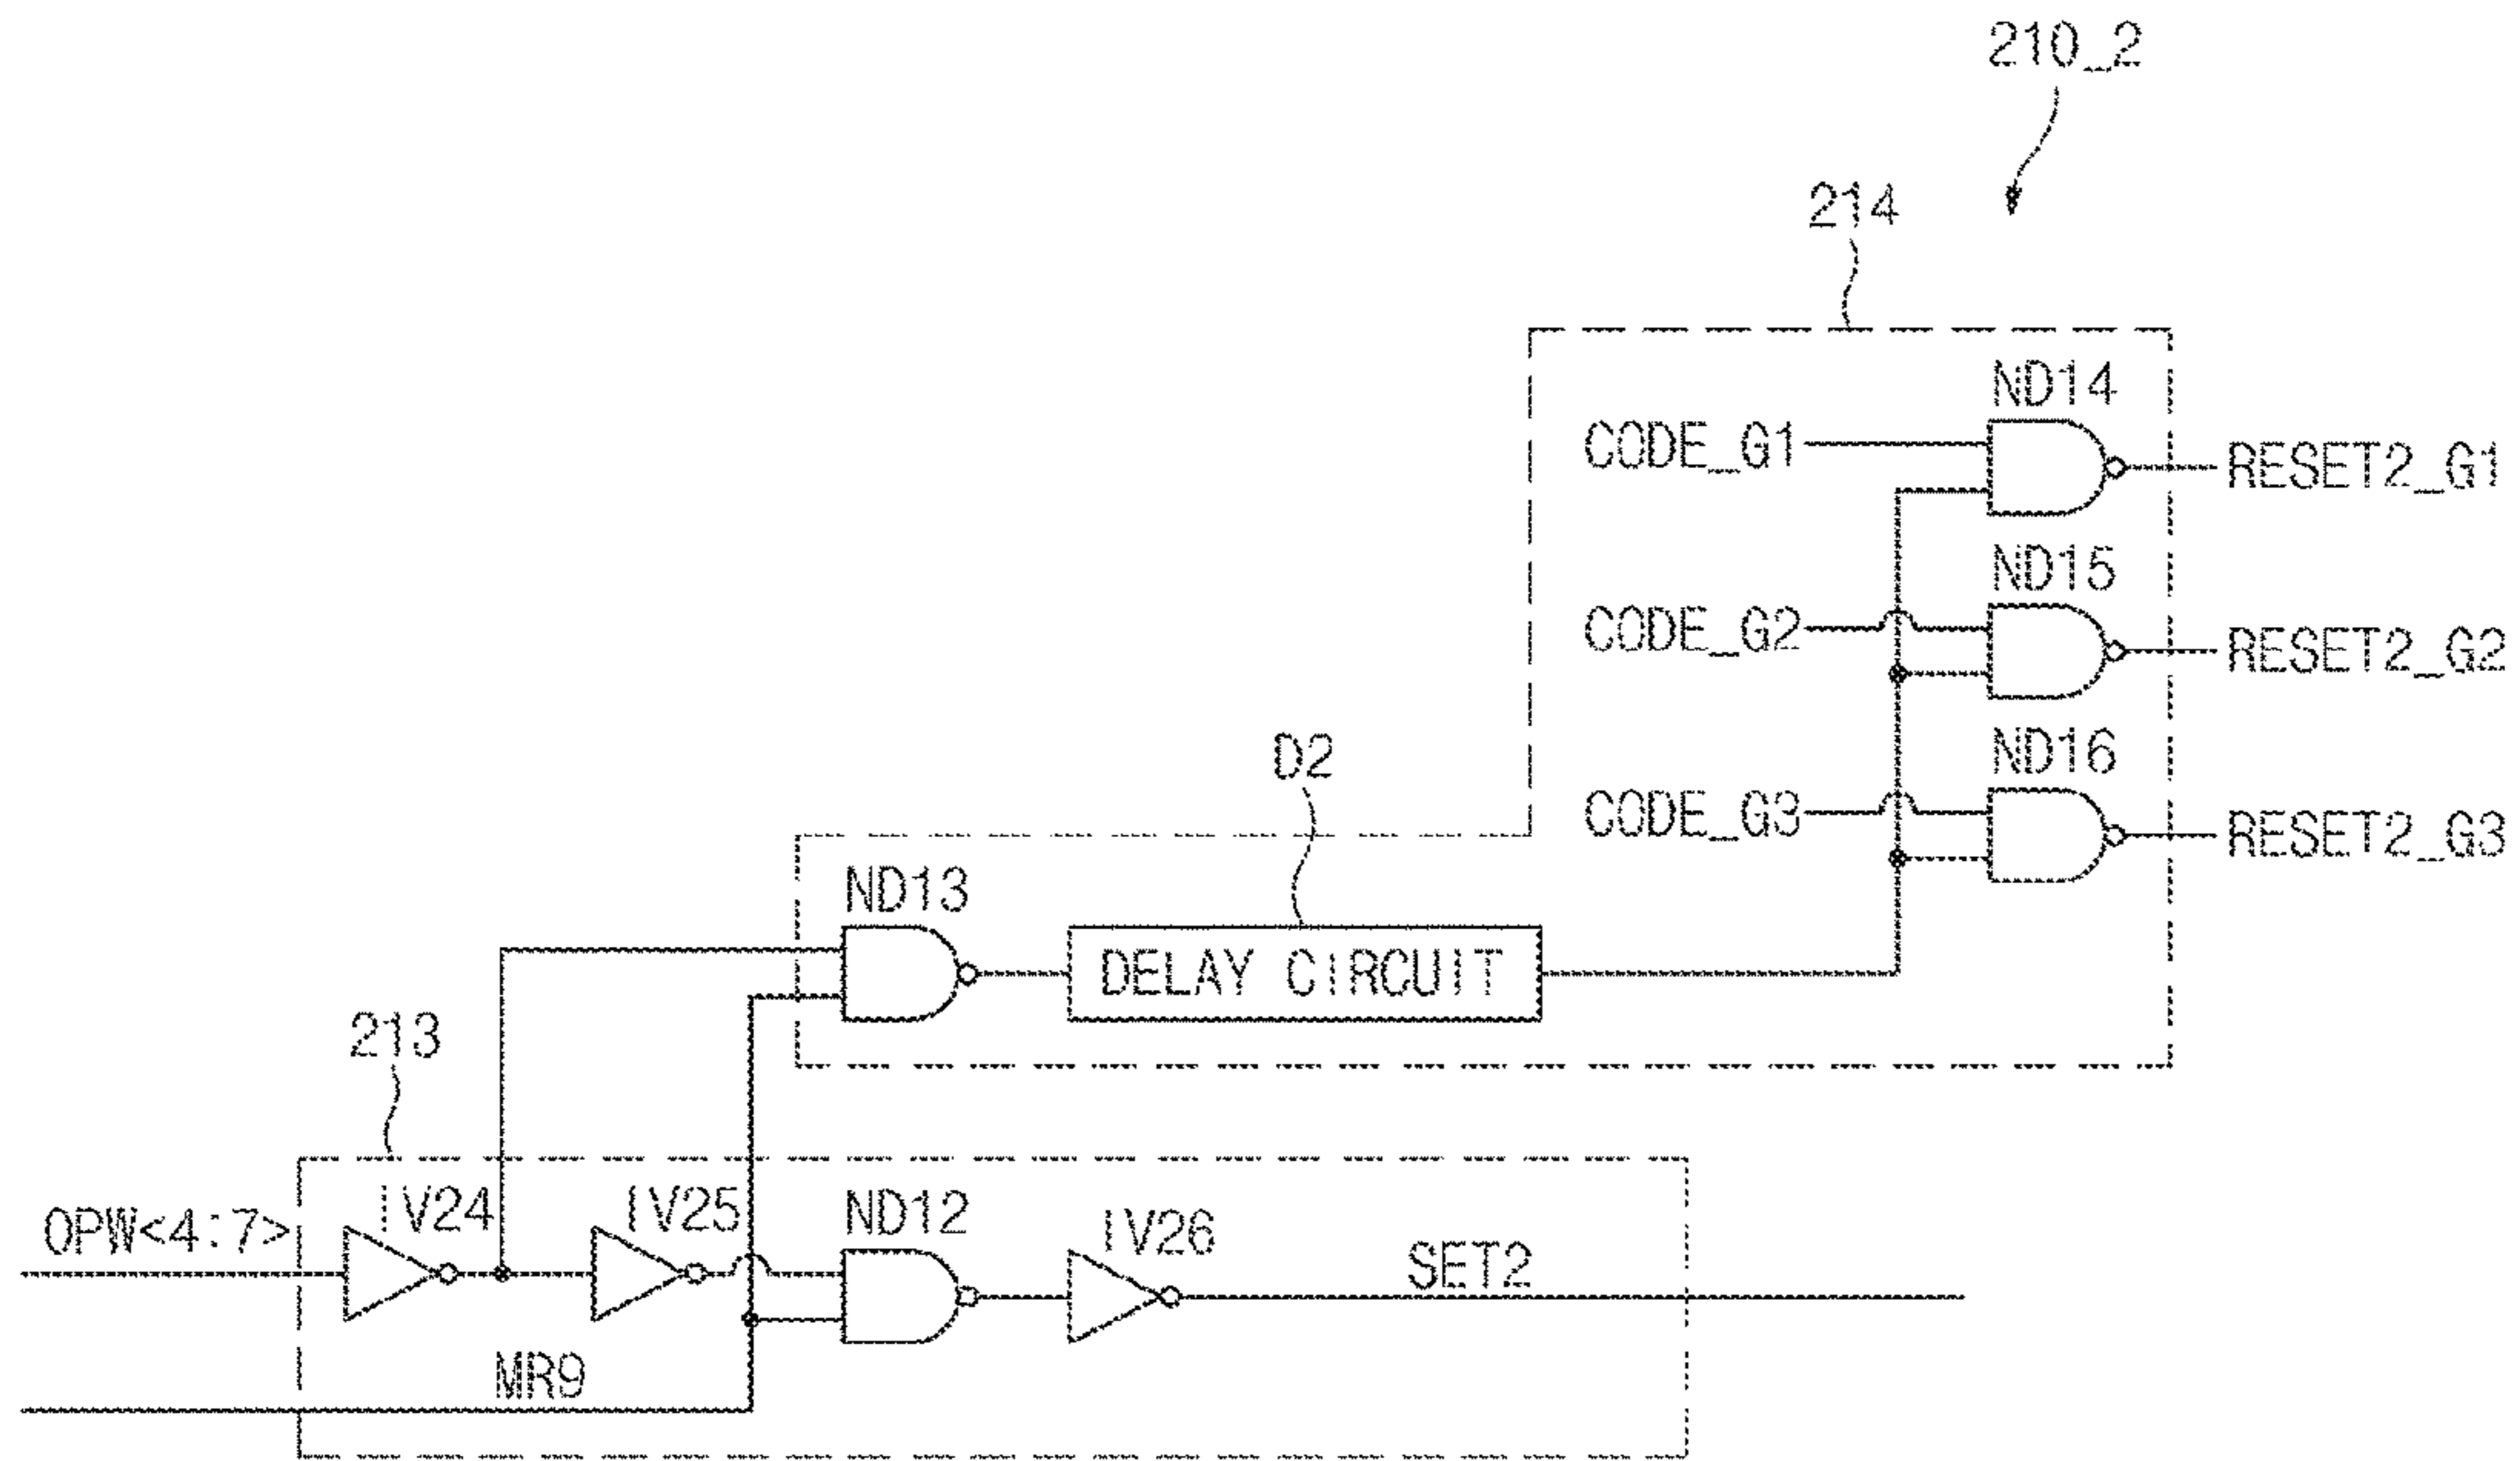 210_2
214
ND14
CODE_G1
RESET2_G1
ND15
CODE_G2
RESET2_G2
D2
ND16
CODE_G3
RESET2_G3
ND13
DELAY CIRCUIT
213
OPW<4:7>
IV24
IV25
ND12
IV26
SET2
MR9